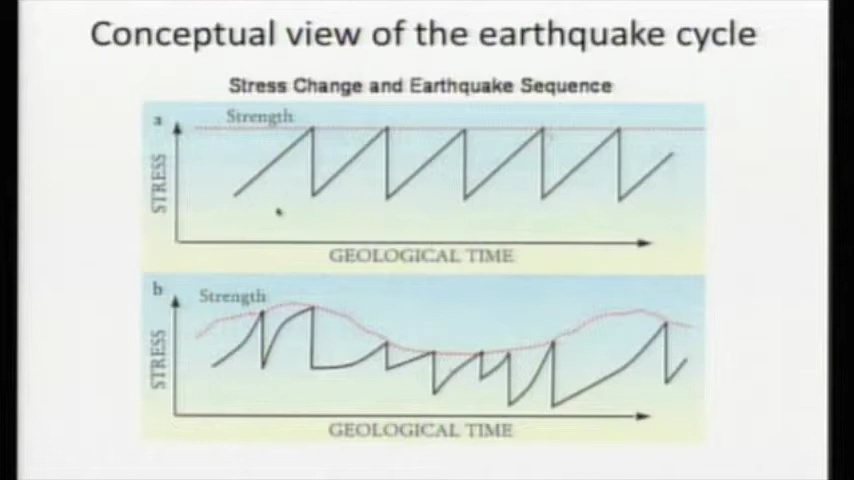 Conceptual view of the earthquake cycle
Stress Change and Earthquake Sequence
a
Strength
STRESS
GEOLOGICAL TIME
b
Strength
STRESS
GEOLOGICAL TIME